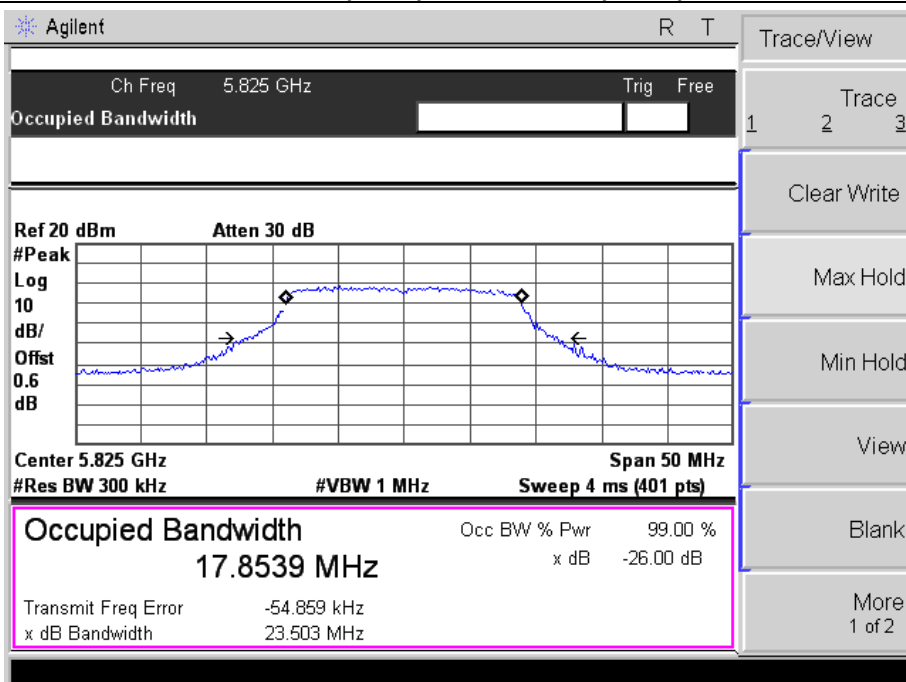 Agilent R T
Trace/View
Ch Freq 5.825 GHz Trig Free
Occupied Bandwidth
Trace
1 2 3
Clear Write
Max Hold
Min Hold
View
Blank
More
1 of 2
Ref 20 dBm Atten 30 dB
#Peak
Log
10
dB/
Offst
0.6
dB
Center 5.825 GHz Span 50 MHz
#Res BW 300 kHz #VBW 1 MHz Sweep 4 ms (401 pts)
Occupied Bandwidth Occ BW % Pwr 99.00 %
17.8539 MHz x dB -26.00 dB
Transmit Freq Error -54.859 kHz
x dB Bandwidth 23.503 MHz